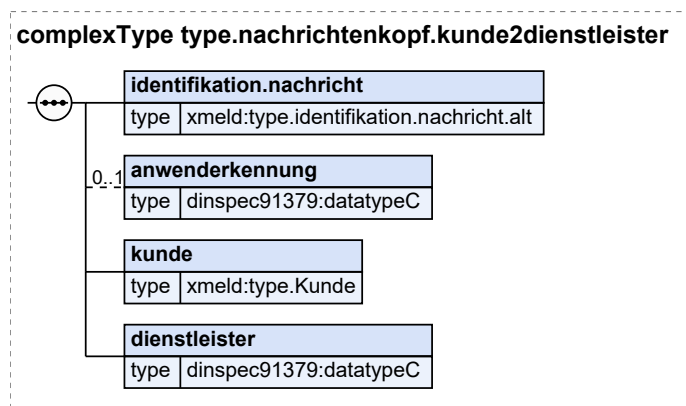 complexType type.nachrichtenkopf.kunde2dienstleister
identifikation.nachricht
type xmeld:type.identifikation.nachricht.alt
0..1 anwenderkennung
type dinspec91379:datatypeC
kunde
type xmeld:type.Kunde
dienstleister
type dinspec91379:datatypeC